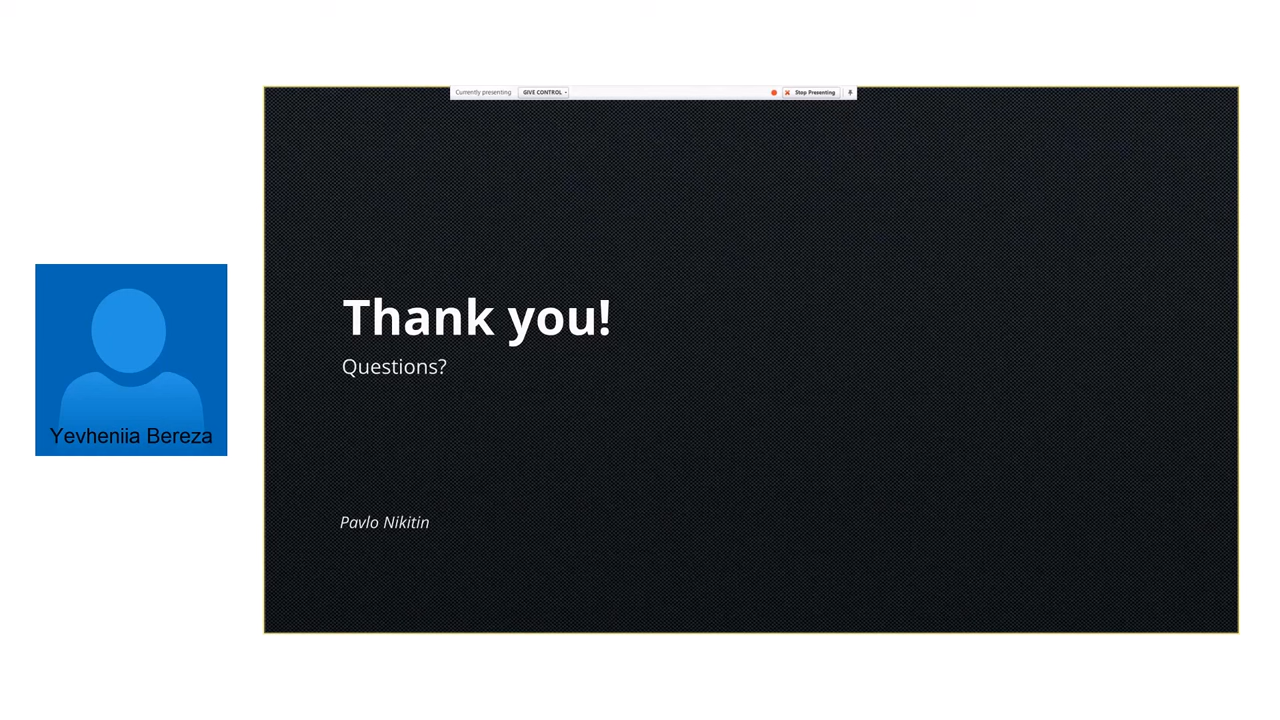 Currently presenting GIVE CONTROL Stop Presenting
Thank you!
Questions?
Yevheniia Bereza
Pavlo Nikitin